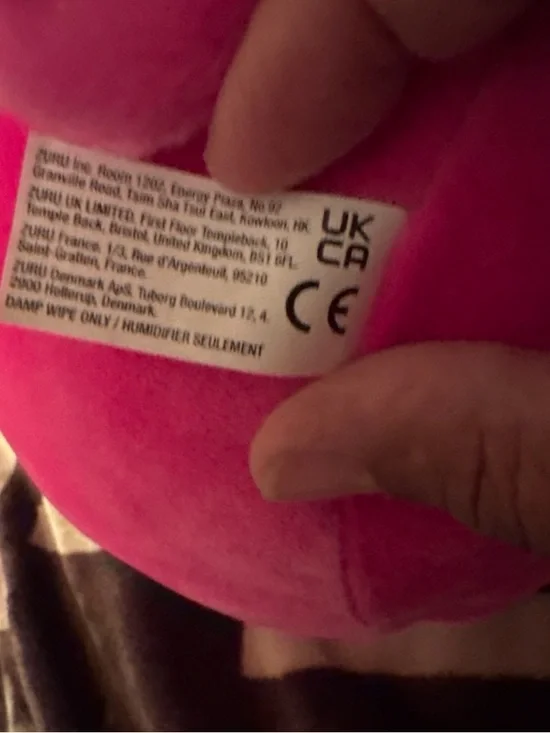 ZURU Inc. Room 1202, Energy Plaza, No.92
Granville Road, Tsim Sha Tsui East, Kowloon, HK
ZURU UK LIMITED, First Floor Templeback, 10
Temple Back, Bristol, United Kingdom, BS1 6FL.
ZURU France, 1/3, Rue d'Argenteuil, 95210
Saint-Gratien, France.
ZURU Denmark ApS, Tuborg Boulevard 12, 4.
2900 Hellerup, Denmark.
DAMP WIPE ONLY / HUMIDIFIER SEULEMENT
UK
CA
CE